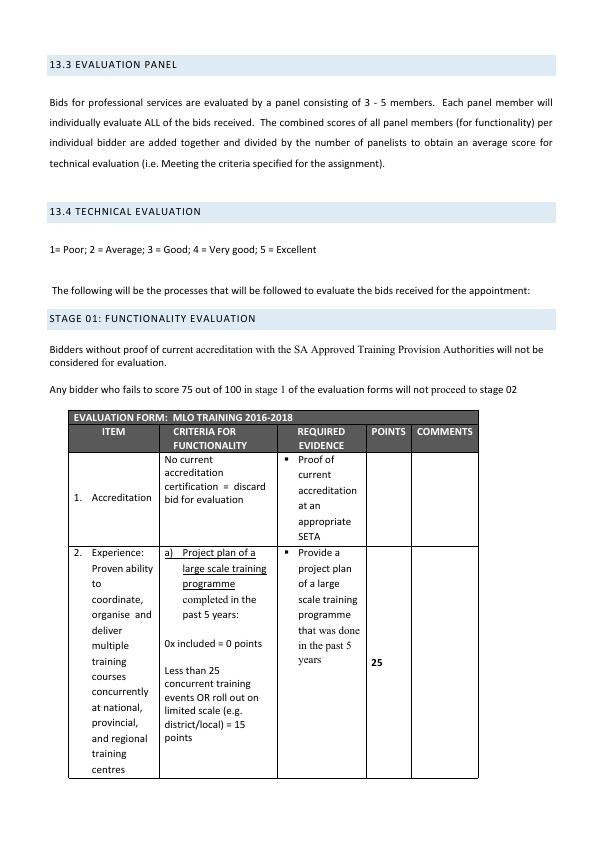 13.3 EVALUATION PANEL
Bids for professional services are evaluated by a panel consisting of 3 - 5 members. Each panel member will
individually evaluate ALL of the bids received. The combined scores of all panel members (for functionality) per
individual bidder are added together and divided by the number of panelists to obtain an average score for
technical evaluation (i.e. Meeting the criteria specified for the assignment).
13.4 TECHNICAL EVALUATION
1= Poor; 2 = Average; 3 = Good; 4 = Very good; 5 = Excellent
The following will be the processes that will be followed to evaluate the bids received for the appointment:
STAGE 01: FUNCTIONALITY EVALUATION
Bidders without proof of current accreditation with the SA Approved Training Provision Authorities will not be
considered for evaluation.
Any bidder who fails to score 75 out of 100 in stage 1 of the evaluation forms will not proceed to stage 02
EVALUATION FORM: MLO TRAINING 2016-2018
ITEM
CRITERIA FOR
FUNCTIONALITY
REQUIRED
EVIDENCE
POINTS
COMMENTS
1. Accreditation
No current
accreditation
certification = discard
bid for evaluation
▪ Proof of
current
accreditation
at an
appropriate
SETA
2. Experience:
Proven ability
to
coordinate,
organise and
deliver
multiple
training
courses
concurrently
at national,
provincial,
and regional
training
centres
a) Project plan of a
large scale training
programme
completed in the
past 5 years:
0x included = 0 points
Less than 25
concurrent training
events OR roll out on
limited scale (e.g.
district/local) = 15
points
▪ Provide a
project plan
of a large
scale training
programme
that was done
in the past 5
years
25